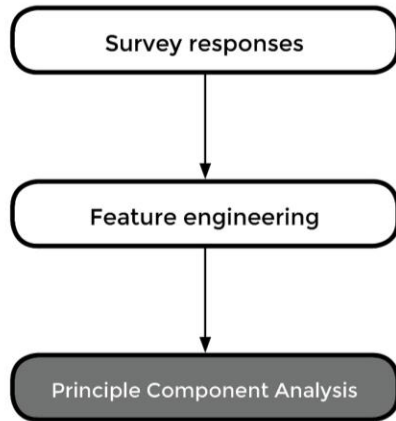 Survey responses
Feature engineering
Principle Component Analysis